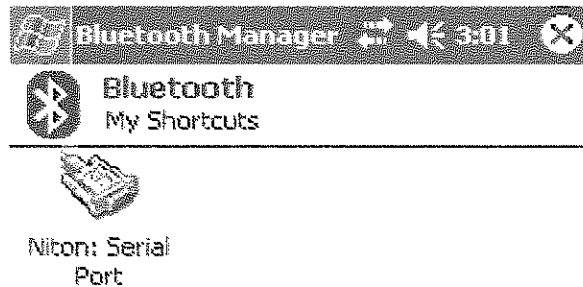 Bluetooth Manager 3:01
Bluetooth
My Shortcuts
Niton: Serial
Port